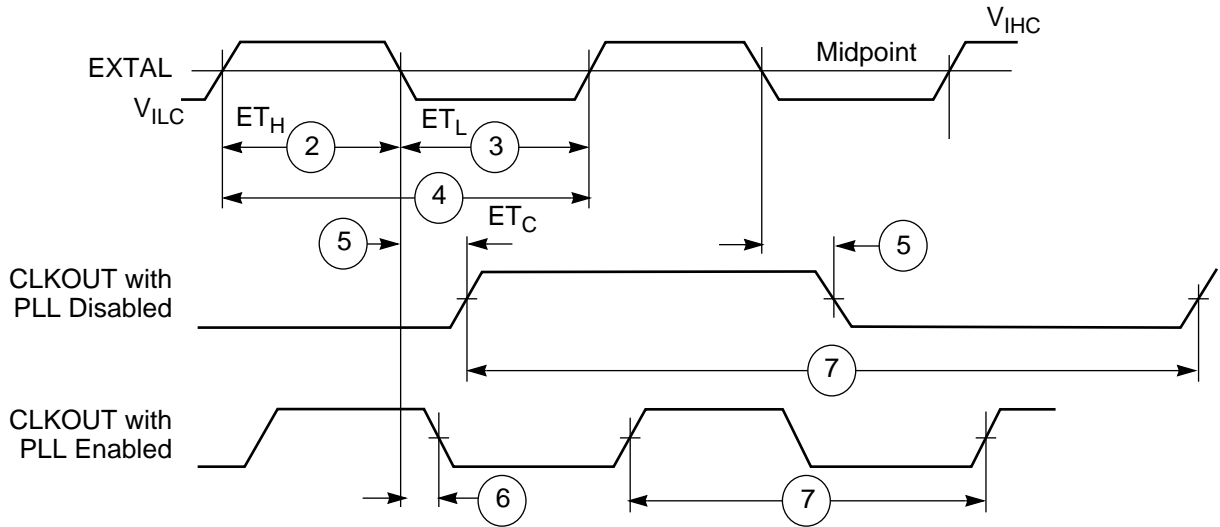 V_IHC
EXTAL
Midpoint
V_ILC
ET_H
ET_L
2
3
4
ET_C
5
5
CLKOUT with
PLL Disabled
7
CLKOUT with
PLL Enabled
6
7